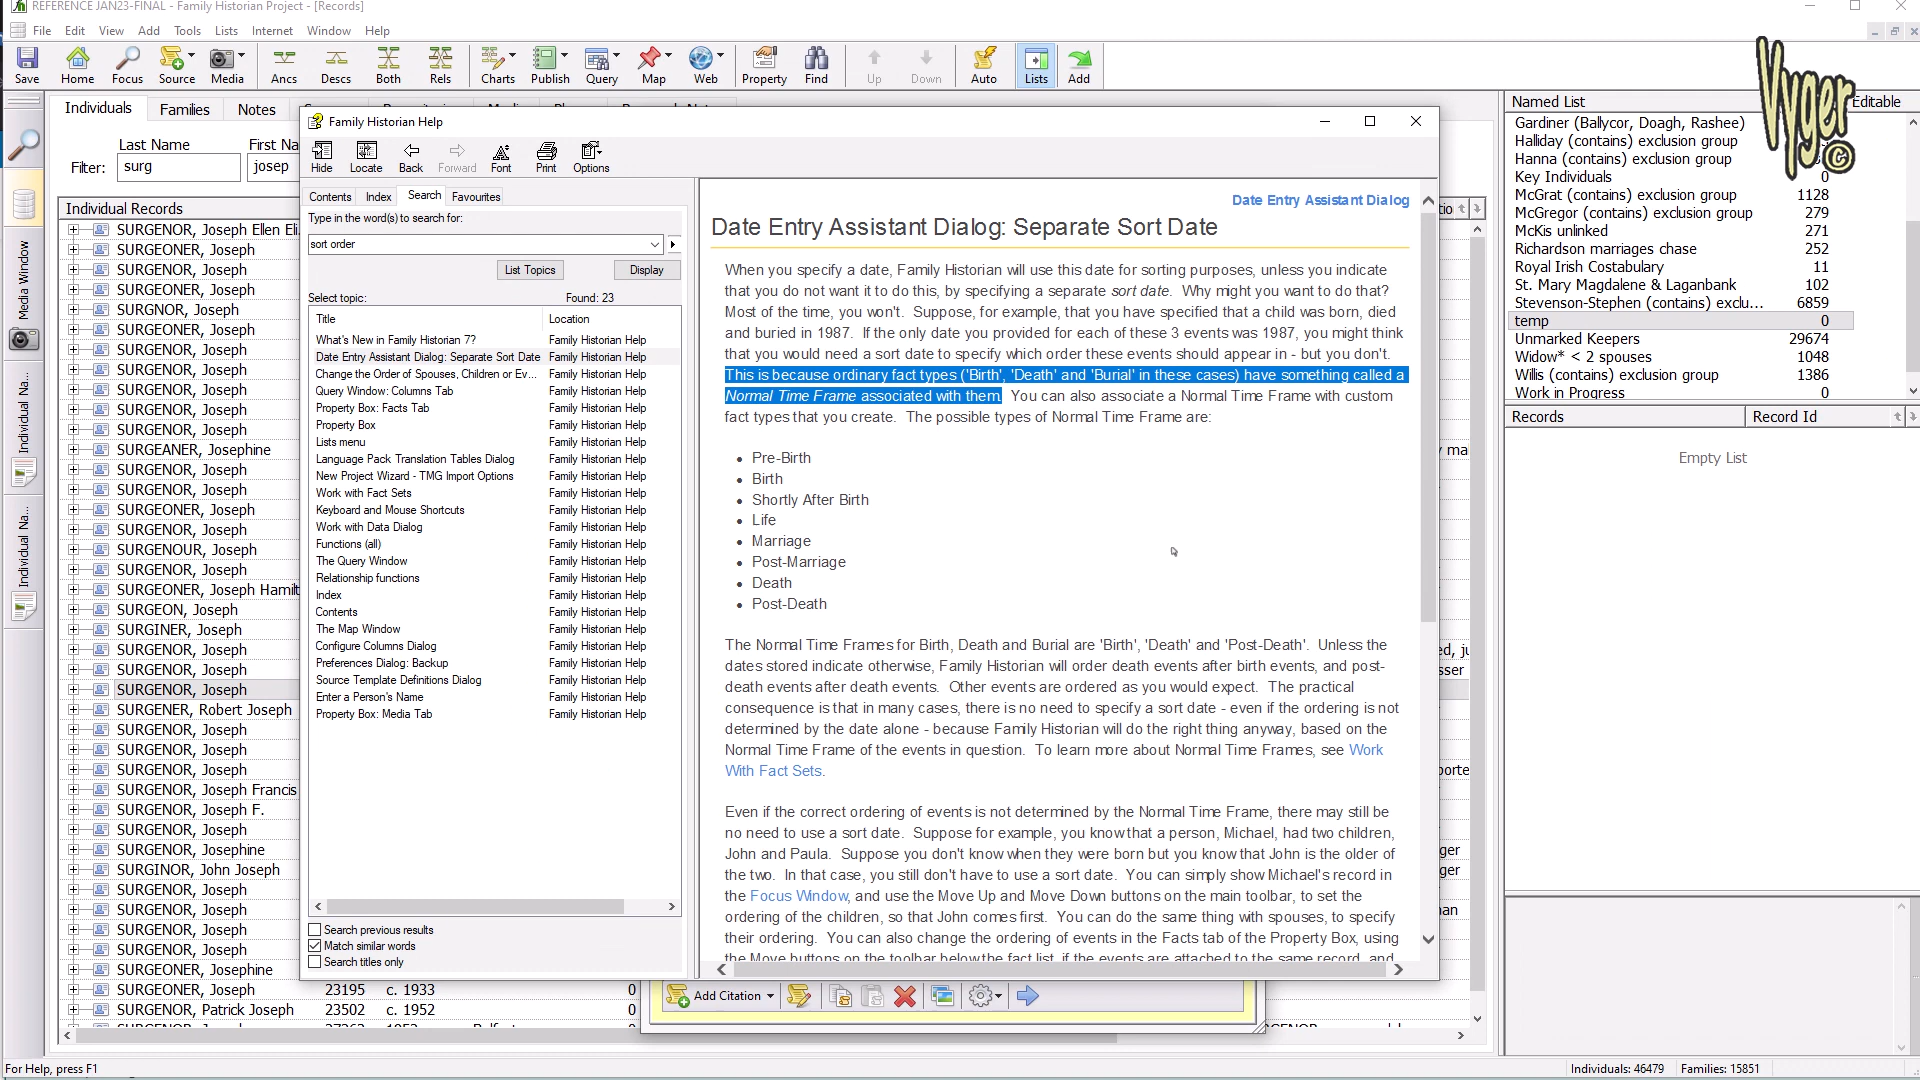 REFERENCE JAN23-FINAL - Family Historian Project - [Records]
File Edit View Add Tools Lists Internet Window Help
Save Home Focus Source Media Ancs Descs Both Rels Charts Publish Query Map Web Property Find Up Down Auto Lists Add
Vyger ©
Individuals Families Notes
Last Name
First Na
Filter: surg josep
Individual Records
SURGENOR, Joseph Ellen Eli
SURGEONER, Joseph
SURGENOR, Joseph
SURGEONER, Joseph
SURGNOR, Joseph
SURGEONER, Joseph
SURGENOR, Joseph
SURGENOR, Joseph
SURGENOR, Joseph
SURGEONER, Joseph
SURGENOR, Joseph
SURGEANER, Josephine
SURGENOR, Joseph
SURGENOR, Joseph
SURGEONER, Joseph
SURGENOR, Joseph
SURGENOUR, Joseph
SURGENOR, Joseph
SURGEONER, Joseph Hamilt
SURGEON, Joseph
SURGINER, Joseph
SURGENOR, Joseph
SURGENOR, Joseph
SURGENOR, Joseph
SURGENER, Robert Joseph
SURGENOR, Joseph
SURGENOR, Joseph
SURGENOR, Joseph
SURGENOR, Joseph Francis
SURGENOR, Joseph F.
SURGENOR, Joseph
SURGENOR, Josephine
SURGINOR, John Joseph
SURGENOR, Joseph
SURGENOR, Joseph
SURGENOR, Joseph
SURGENOR, Joseph
SURGEONER, Josephine
SURGEONER, Joseph 23195 c. 1933 0
SURGENOR, Patrick Joseph 23502 c. 1952 0
Media Window
Individual Na...
Individual Na...
Family Historian Help
Hide Locate Back Forward Font Print Options
Contents Index Search Favourites
Type in the word(s) to search for:
sort order
List Topics Display
Select topic: Found: 23
Title Location
What's New in Family Historian 7? Family Historian Help
Date Entry Assistant Dialog: Separate Sort Date Family Historian Help
Change the Order of Spouses, Children or Ev... Family Historian Help
Query Window: Columns Tab Family Historian Help
Property Box: Facts Tab Family Historian Help
Property Box Family Historian Help
Lists menu Family Historian Help
Language Pack Translation Tables Dialog Family Historian Help
New Project Wizard - TMG Import Options Family Historian Help
Work with Fact Sets Family Historian Help
Keyboard and Mouse Shortcuts Family Historian Help
Work with Data Dialog Family Historian Help
Functions (all) Family Historian Help
The Query Window Family Historian Help
Relationship functions Family Historian Help
Index Family Historian Help
Contents Family Historian Help
The Map Window Family Historian Help
Configure Columns Dialog Family Historian Help
Preferences Dialog: Backup Family Historian Help
Source Template Definitions Dialog Family Historian Help
Enter a Person's Name Family Historian Help
Property Box: Media Tab Family Historian Help
Search previous results
Match similar words
Search titles only
Date Entry Assistant Dialog
Date Entry Assistant Dialog: Separate Sort Date
When you specify a date, Family Historian will use this date for sorting purposes, unless you indicate
that you do not want it to do this, by specifying a separate sort date. Why might you want to do that?
Most of the time, you won't. Suppose, for example, that you have specified that a child was born, died
and buried in 1987. If the only date you provided for each of these 3 events was 1987, you might think
that you would need a sort date to specify which order these events should appear in - but you don't.
This is because ordinary fact types ('Birth', 'Death' and 'Burial' in these cases) have something called a
Normal Time Frame associated with them. You can also associate a Normal Time Frame with custom
fact types that you create. The possible types of Normal Time Frame are:
Pre-Birth
Birth
Shortly After Birth
Life
Marriage
Post-Marriage
Death
Post-Death
The Normal Time Frames for Birth, Death and Burial are 'Birth', 'Death' and 'Post-Death'. Unless the
dates stored indicate otherwise, Family Historian will order death events after birth events, and post-
death events after death events. Other events are ordered as you would expect. The practical
consequence is that in many cases, there is no need to specify a sort date - even if the ordering is not
determined by the date alone - because Family Historian will do the right thing anyway, based on the
Normal Time Frame of the events in question. To learn more about Normal Time Frames, see Work
With Fact Sets.
Even if the correct ordering of events is not determined by the Normal Time Frame, there may still be
no need to use a sort date. Suppose for example, you know that a person, Michael, had two children,
John and Paula. Suppose you don't know when they were born but you know that John is the older of
the two. In that case, you still don't have to use a sort date. You can simply show Michael's record in
the Focus Window, and use the Move Up and Move Down buttons on the main toolbar, to set the
ordering of the children, so that John comes first. You can do the same thing with spouses, to specify
their ordering. You can also change the ordering of events in the Facts tab of the Property Box, using
the Move buttons on the toolbar below the fact list, if the events are attached to the same record, and
Add Citation
Named List Editable
Gardiner (Ballycor, Doagh, Rashee)
Halliday (contains) exclusion group
Hanna (contains) exclusion group
Key Individuals 0
McGrat (contains) exclusion group 1128
McGregor (contains) exclusion group 279
McKis unlinked 271
Richardson marriages chase 252
Royal Irish Costabulary 11
St. Mary Magdalene & Laganbank 102
Stevenson-Stephen (contains) exclu... 6859
temp 0
Unmarked Keepers 29674
Widow* < 2 spouses 1048
Willis (contains) exclusion group 1386
Work in Progress 0
Records Record Id
Empty List
For Help, press F1
Individuals: 46479 Families: 15851